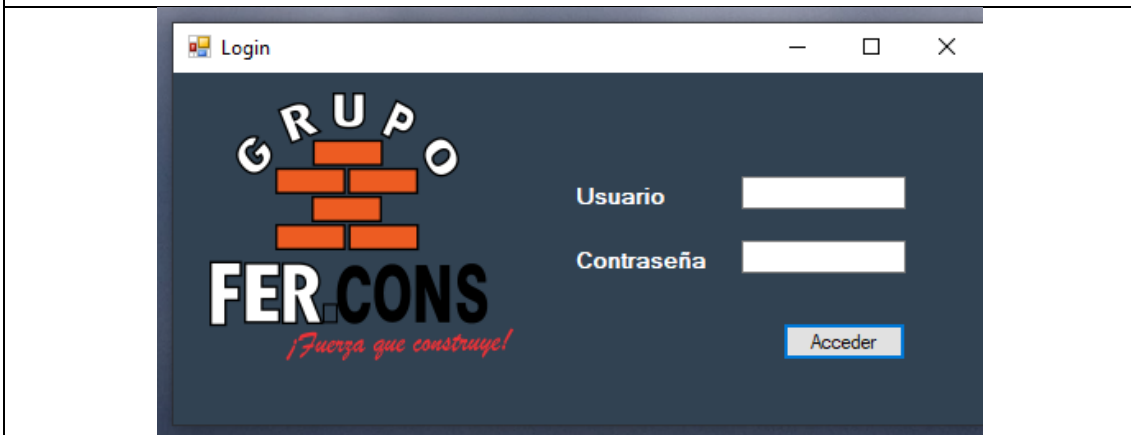 Login
GRUPO
FER.CONS
¡Fuerza que construye!
Usuario
Contraseña
Acceder